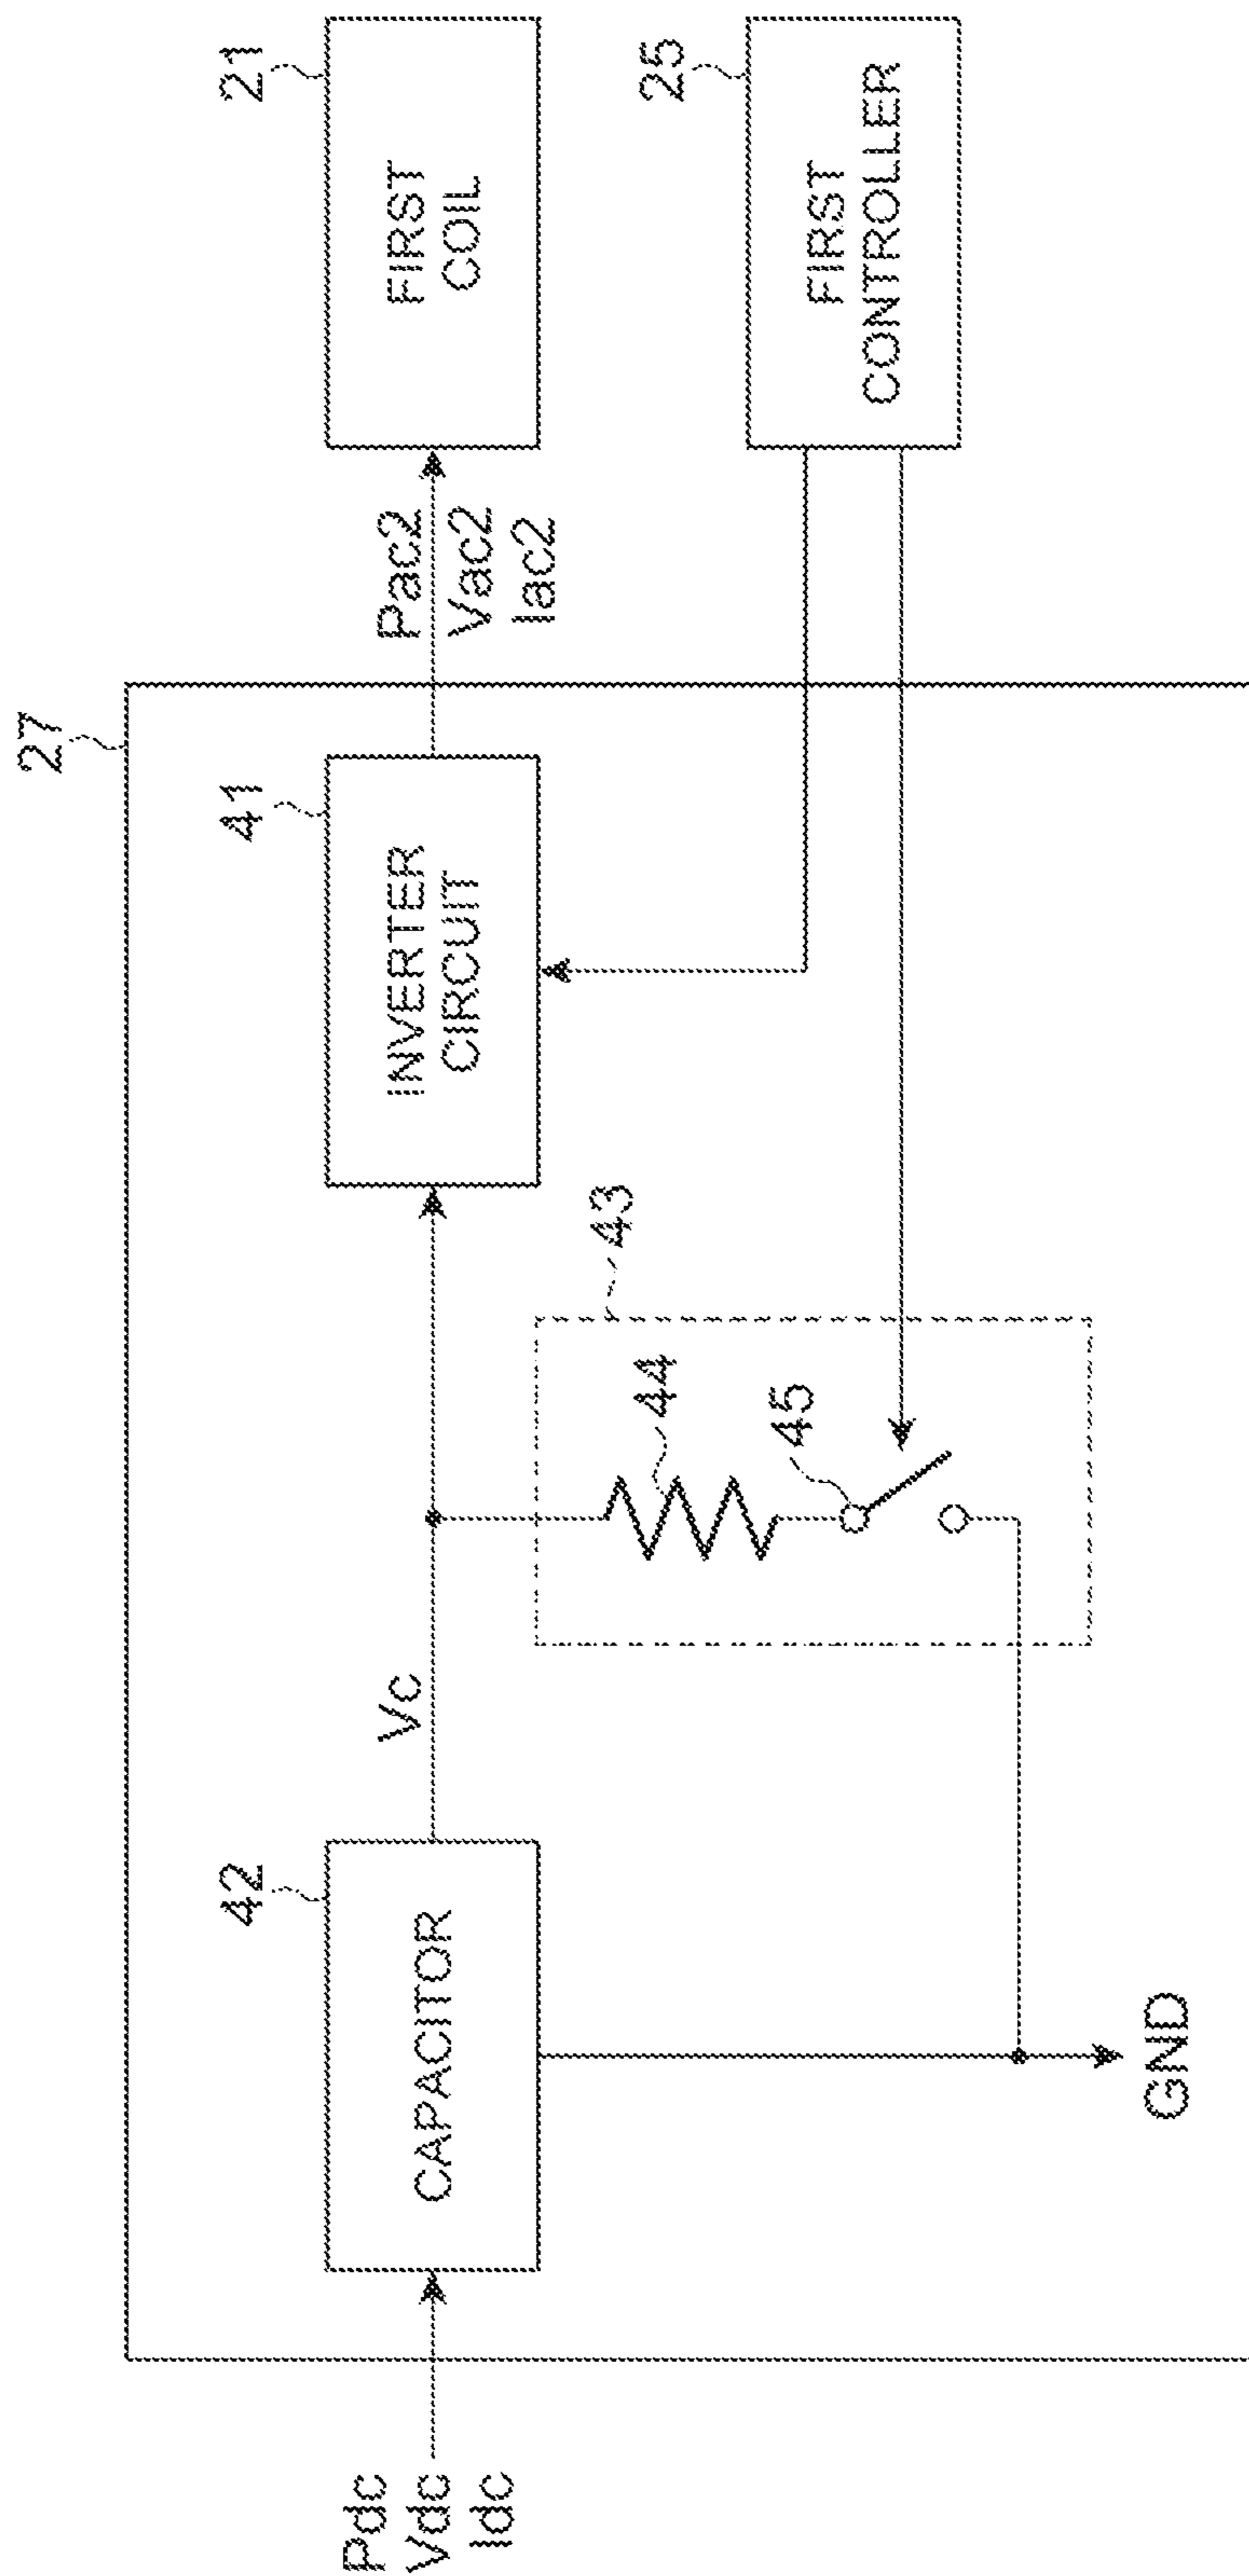 27
42
41
21
Pdc
Vdc
Idc
CAPACITOR
Vc
INVERTER
CIRCUIT
Pac2
Vac2
Iac2
FIRST
COIL
43
44
45
25
FIRST
CONTROLLER
GND